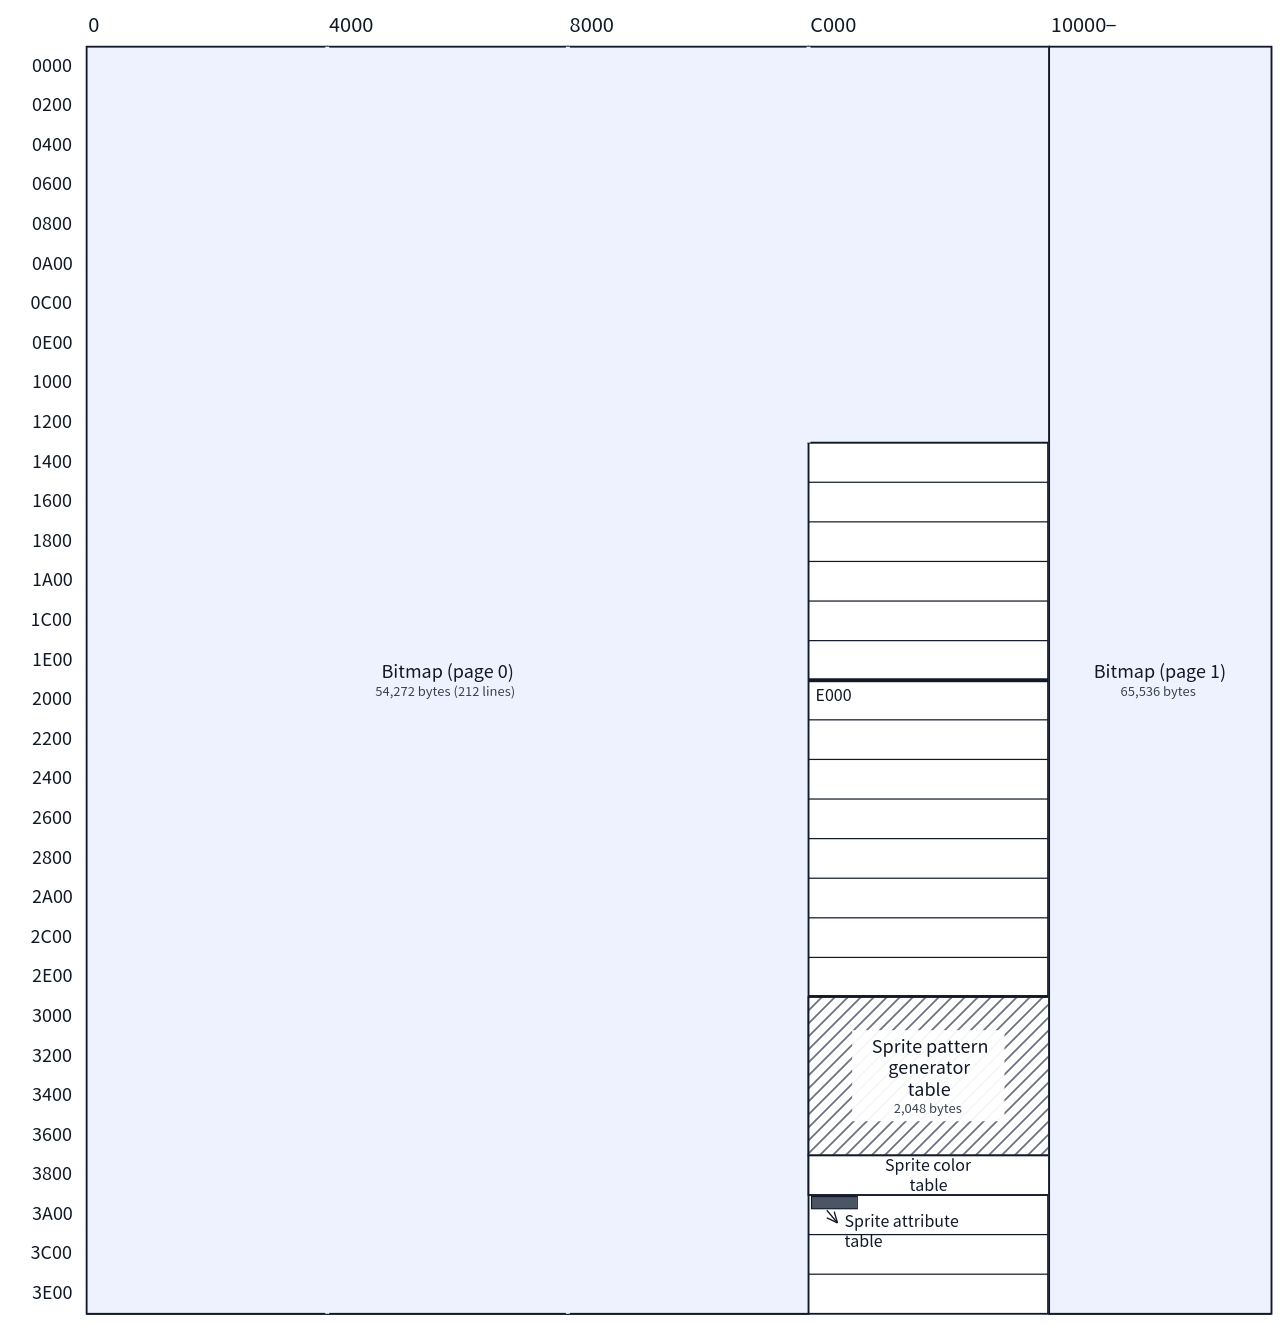 0 4000 8000 C000 10000–
0000
0200
0400
0600
0800
0A00
0C00
0E00
1000
1200
1400
1600
1800
1A00
1C00
1E00
Bitmap (page 0)
54,272 bytes (212 lines)
Bitmap (page 1)
65,536 bytes
2000
E000
2200
2400
2600
2800
2A00
2C00
2E00
3000
3200
3400
3600
Sprite pattern
generator
table
2,048 bytes
3800
Sprite color
table
3A00
Sprite attribute
table
3C00
3E00